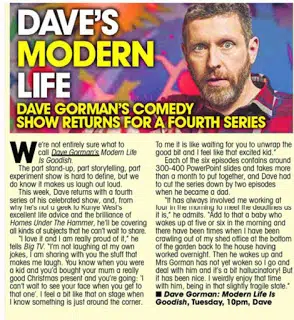 DAVE'S
MODERN
LIFE
DAVE GORMAN'S COMEDY
SHOW RETURNS FOR A FOURTH SERIES
We're not entirely sure what to
call Dave Gorman's Modern Life
Is Goodish.
The part stand-up, part storytelling, part
experiment show is hard to define, but we
do know it makes us laugh out loud.
This week, Dave returns with a fourth
series of his celebrated show, and, from
why he's not a geek to Kanye West's
excellent life advice and the brilliance of
Homes Under The Hammer, he'll be covering
all kinds of subjects that he can't wait to share.
"I love it and I am really proud of it," he
tells Big TV. "I'm not laughing at my own
jokes, I am sharing with you the stuff that
makes me laugh. You know when you were
a kid and you'd bought your mum a really
good Christmas present and you're going: 'I
can't wait to see your face when you get to
that one'. I feel a bit like that on stage when
I know something is just around the corner.
To me it is like waiting for you to unwrap the
good bit and I feel like that excited kid."
Each of the six episodes contains around
300-400 PowerPoint slides and takes more
than a month to put together, and Dave had
to cut the series down by two episodes
when he became a dad.
"It has always involved me working at
four in the morning to meet the deadlines as
it is," he admits. "Add to that a baby who
wakes up at five or six in the morning and
there have been times when I have been
crawling out of my shed office at the bottom
of the garden back to the house having
worked overnight. Then he wakes up and
Mrs Gorman has not yet woken so I go and
deal with him and it's a bit hallucinatory! But
it has been nice. I weirdly enjoy that time
with him, being in that slightly fragile state."
■ Dave Gorman: Modern Life Is
Goodish, Tuesday, 10pm, Dave